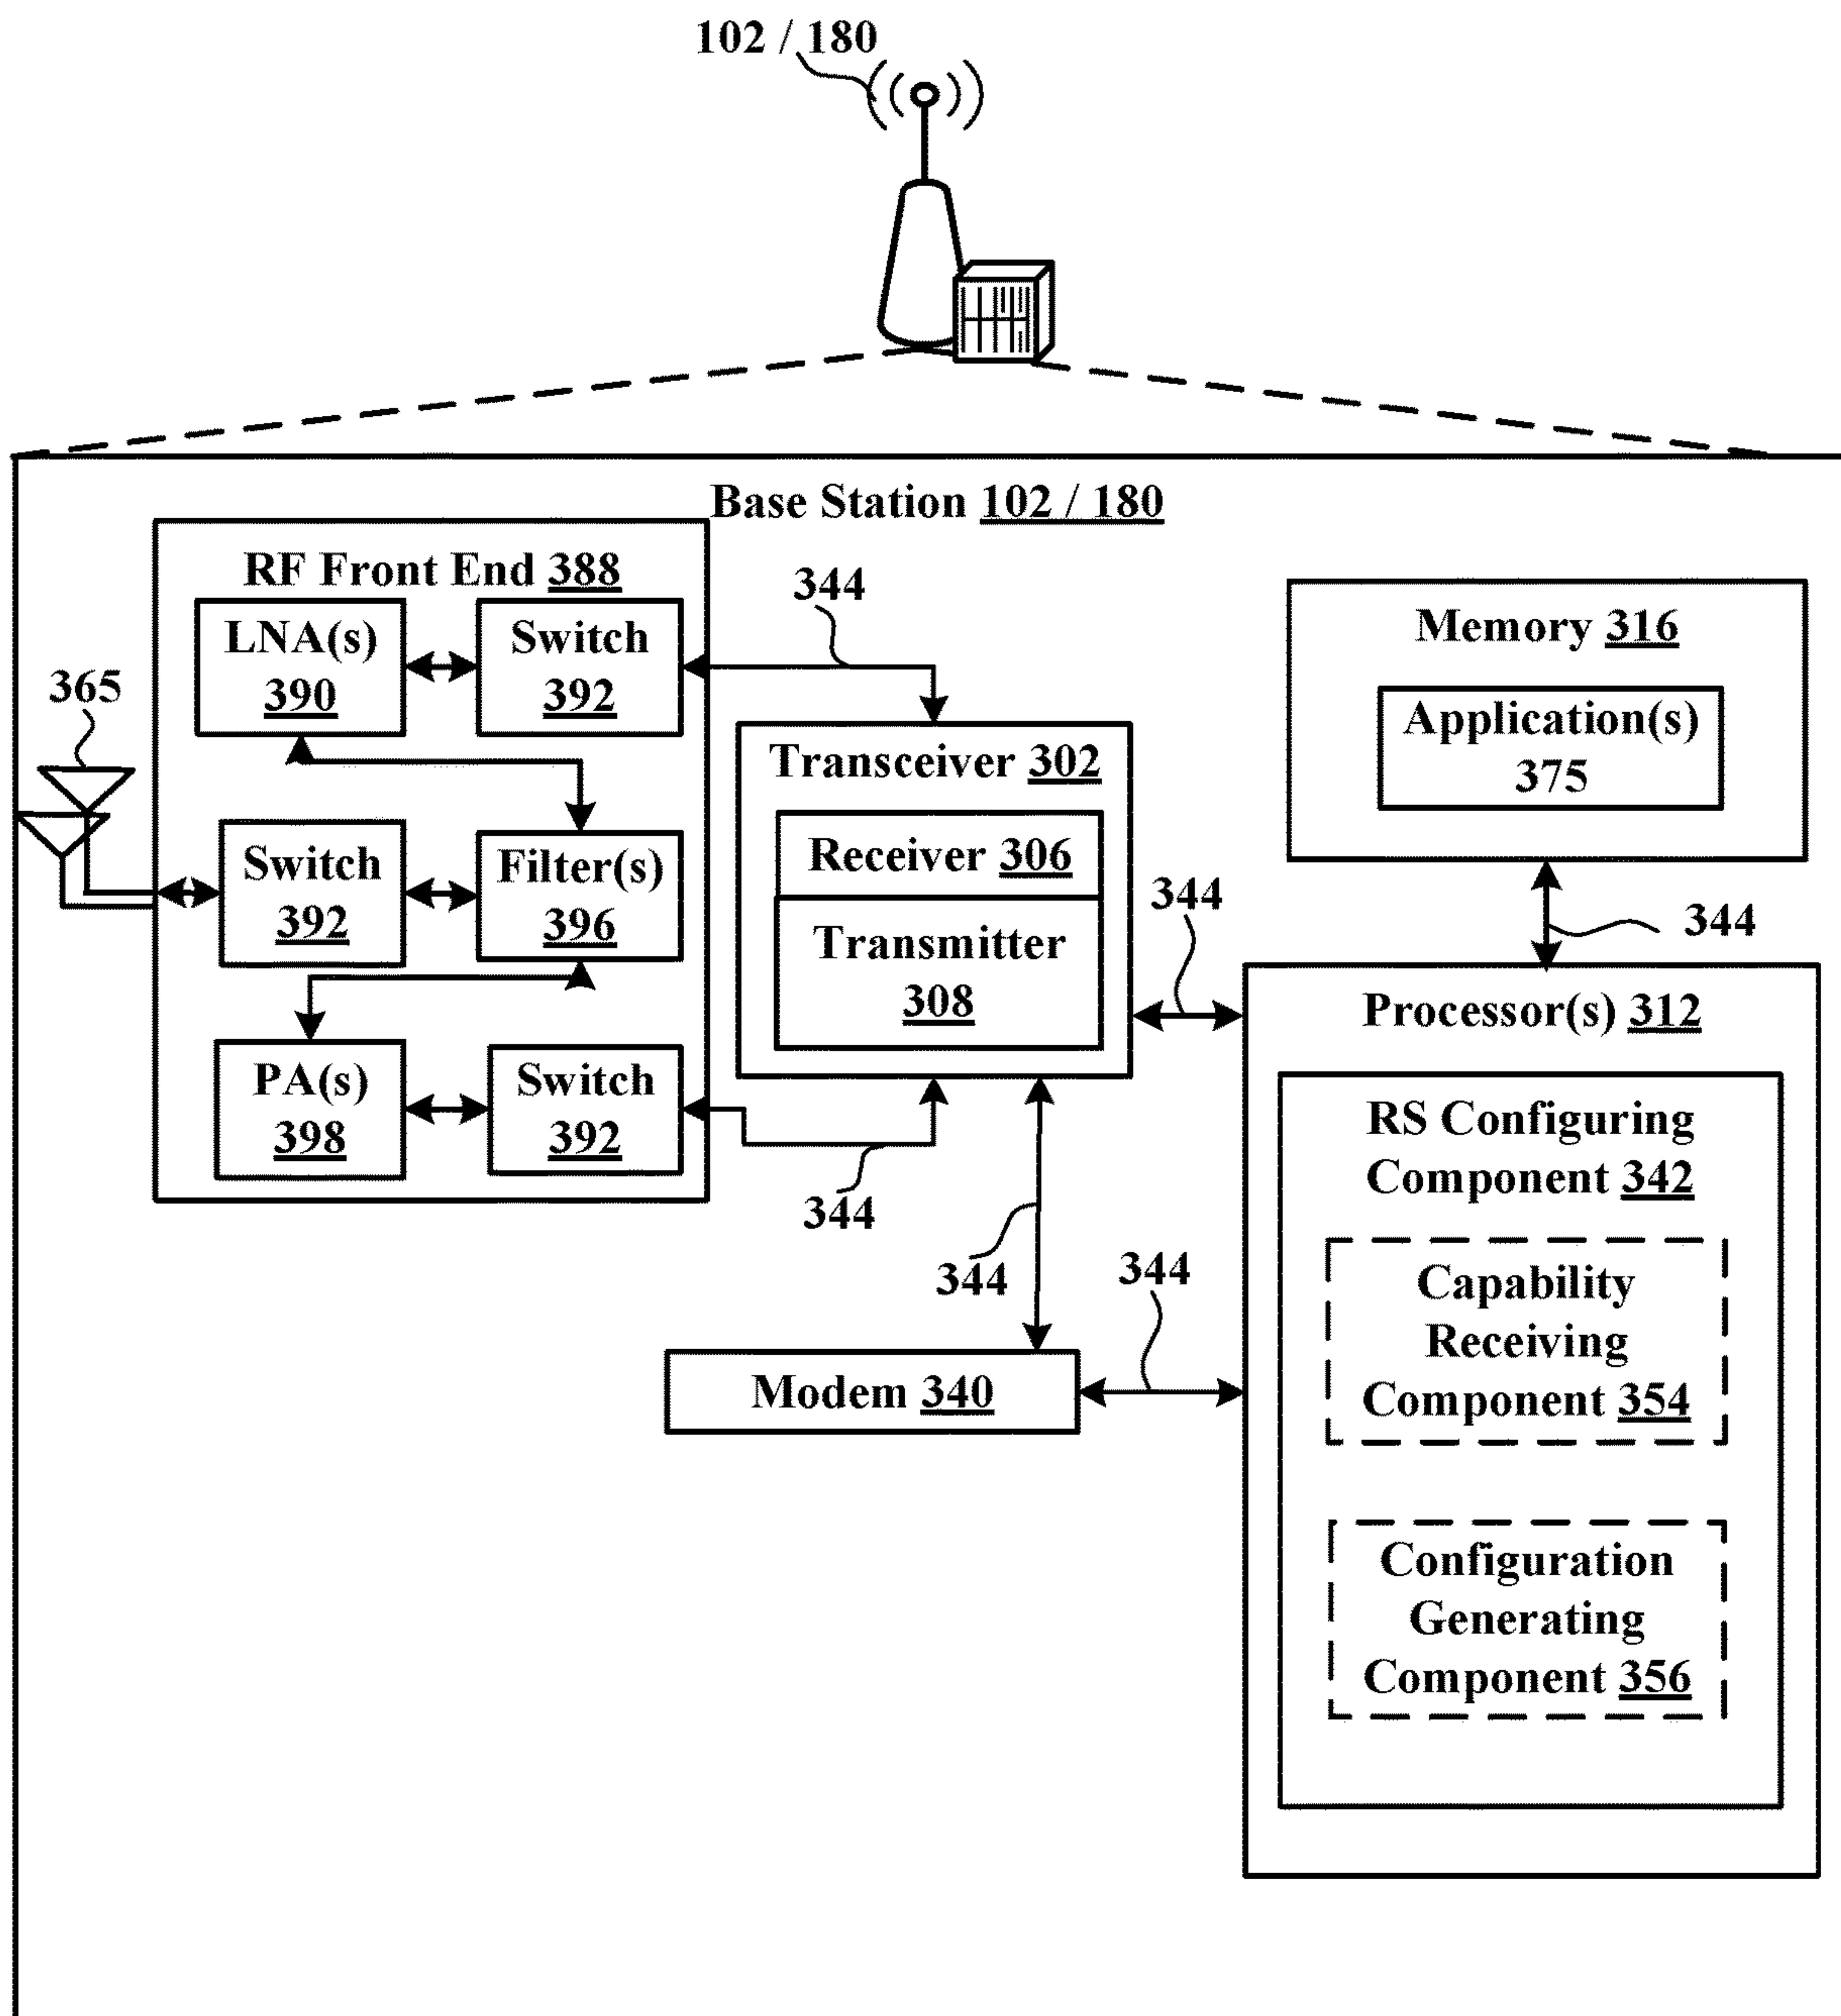 102 / 180
Base Station 102 / 180
RF Front End 388
LNA(s)
390
Switch
392
344
365
Switch
392
Filter(s)
396
PA(s)
398
Switch
392
344
Transceiver 302
Receiver 306
Transmitter
308
344
344
Modem 340
344
Memory 316
Application(s)
375
344
Processor(s) 312
RS Configuring
Component 342
Capability
Receiving
Component 354
Configuration
Generating
Component 356